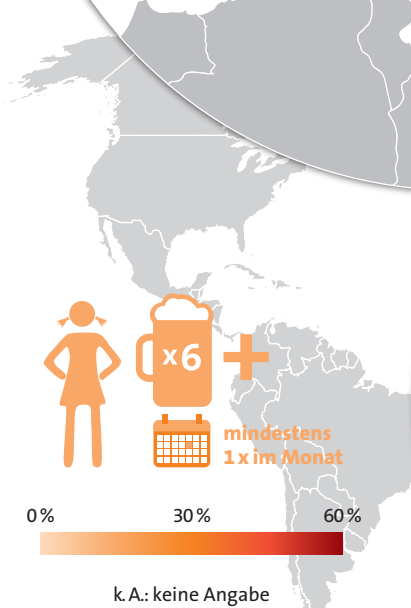 x6 +
mindestens
1 x im Monat
0 % 30 % 60 %
k. A.: keine Angabe